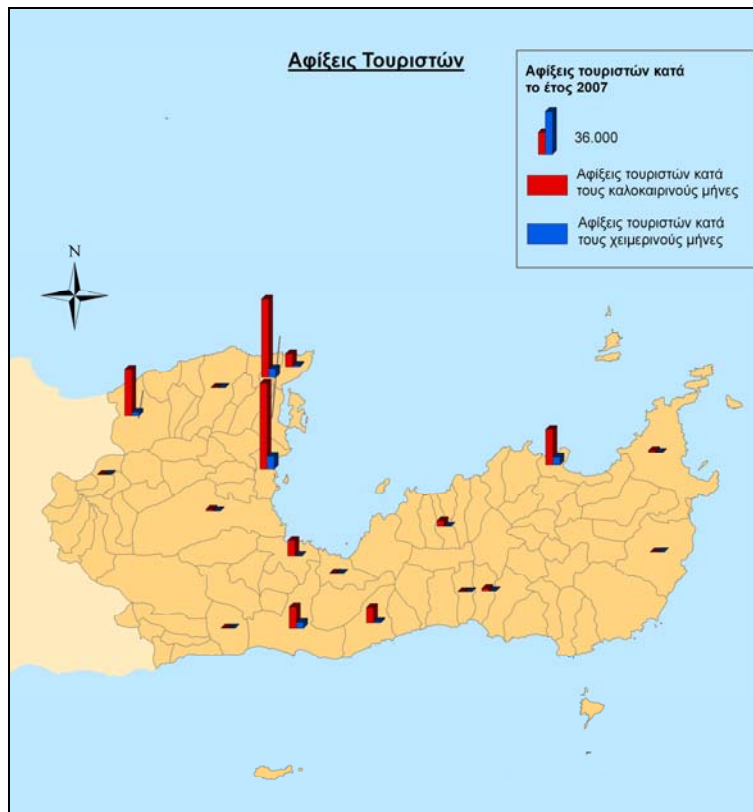 Αφίξεις Τουριστών
Αφίξεις τουριστών κατά
το έτος 2007
36.000
Αφίξεις τουριστών κατά
τους καλοκαιρινούς μήνες
Αφίξεις τουριστών κατά
τους χειμερινούς μήνες
N